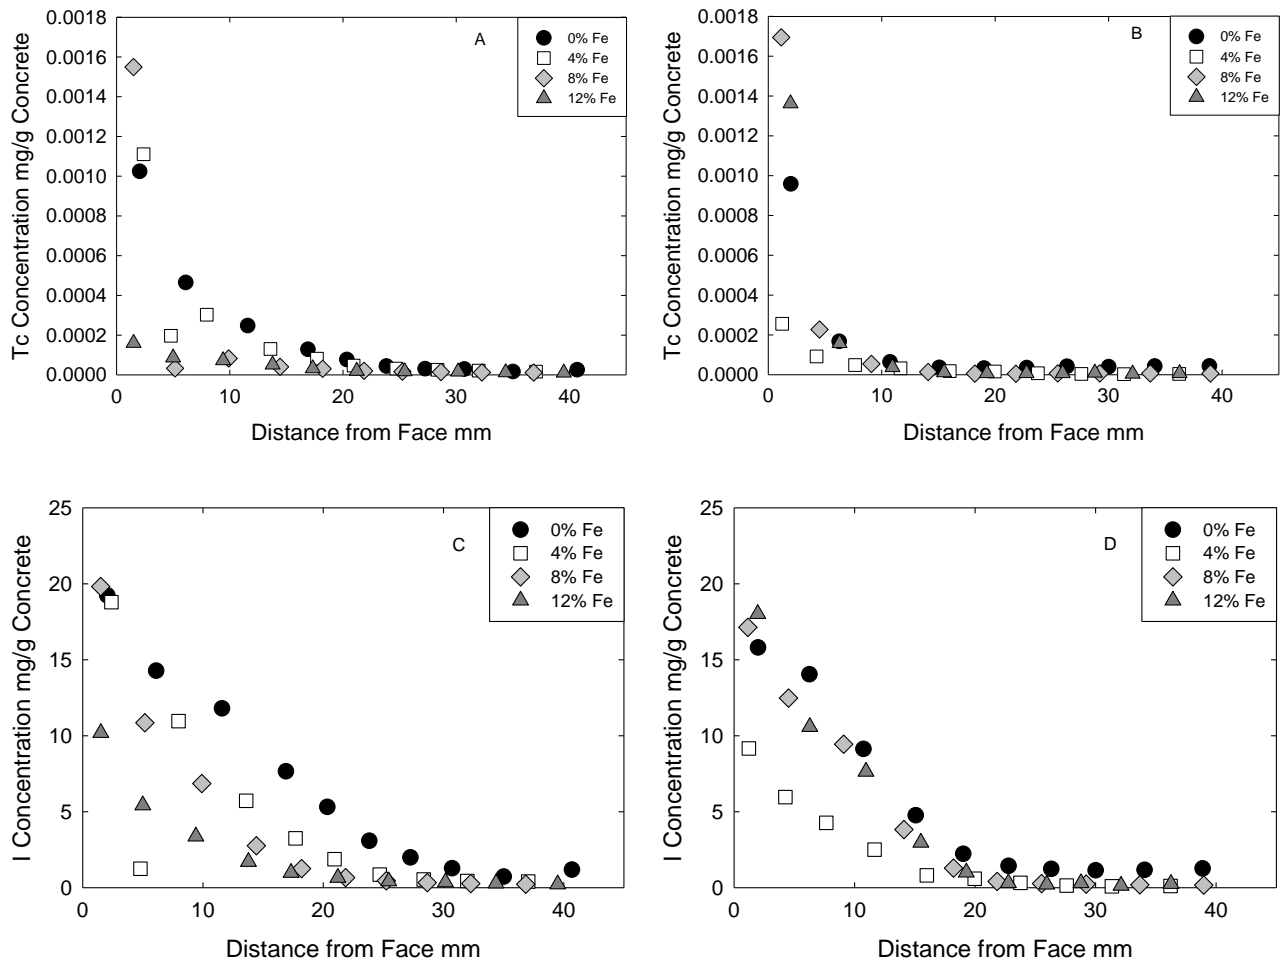 A
0% Fe
4% Fe
8% Fe
12% Fe
Tc Concentration mg/g Concrete
0.0018
0.0016
0.0014
0.0012
0.0010
0.0008
0.0006
0.0004
0.0002
0.0000
0 10 20 30 40
Distance from Face mm
B
0% Fe
4% Fe
8% Fe
12% Fe
Tc Concentration mg/g Concrete
0.0018
0.0016
0.0014
0.0012
0.0010
0.0008
0.0006
0.0004
0.0002
0.0000
0 10 20 30 40
Distance from Face mm
C
0% Fe
4% Fe
8% Fe
12% Fe
I Concentration mg/g Concrete
25
20
15
10
5
0
0 10 20 30 40
Distance from Face mm
D
0% Fe
4% Fe
8% Fe
12% Fe
I Concentration mg/g Concrete
25
20
15
10
5
0
0 10 20 30 40
Distance from Face mm